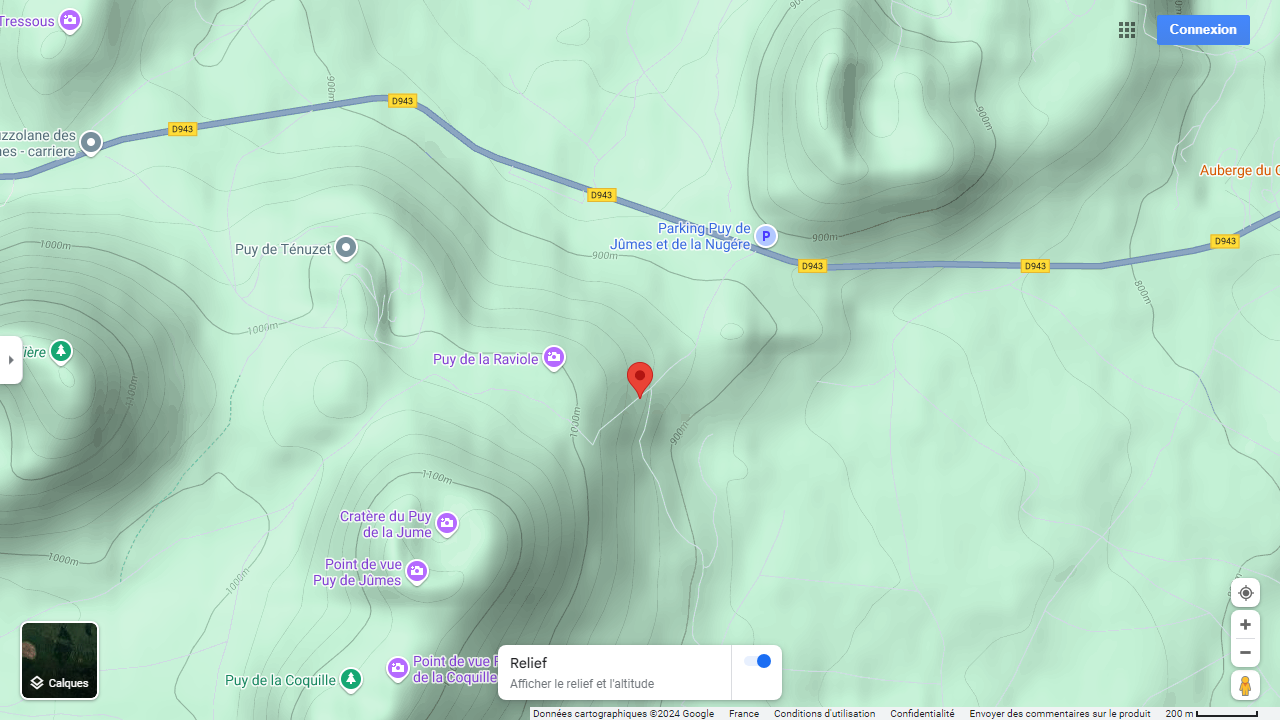 Tressous
900m
900m
Connexion
D943
D943
900m
carriere
Auberge du
D943
Parking Puy de
Jûmes et de la Nugère
P
900m
D943
D943
D943
1000m
Puy de Ténuzet
900m
800m
1000m
Puy de la Raviole
1100m
1000m
900m
1100m
Cratère du Puy
de la Jume
Point de vue
Puy de Jûmes
1000m
1000m
Relief
Afficher le relief et l'altitude
Point de vue
de la Coquille
Puy de la Coquille
Calques
Données cartographiques ©2024 Google France Conditions d'utilisation Confidentialité Envoyer des commentaires sur le produit 200 m